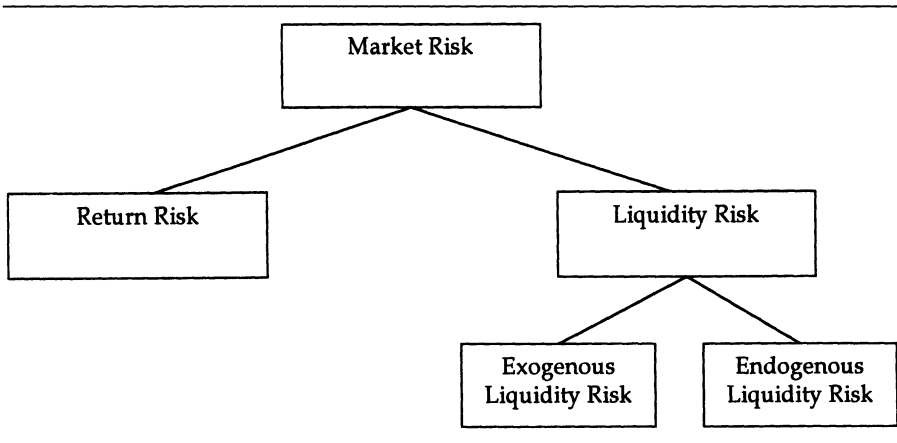 Market Risk
Return Risk
Liquidity Risk
Exogenous
Liquidity Risk
Endogenous
Liquidity Risk